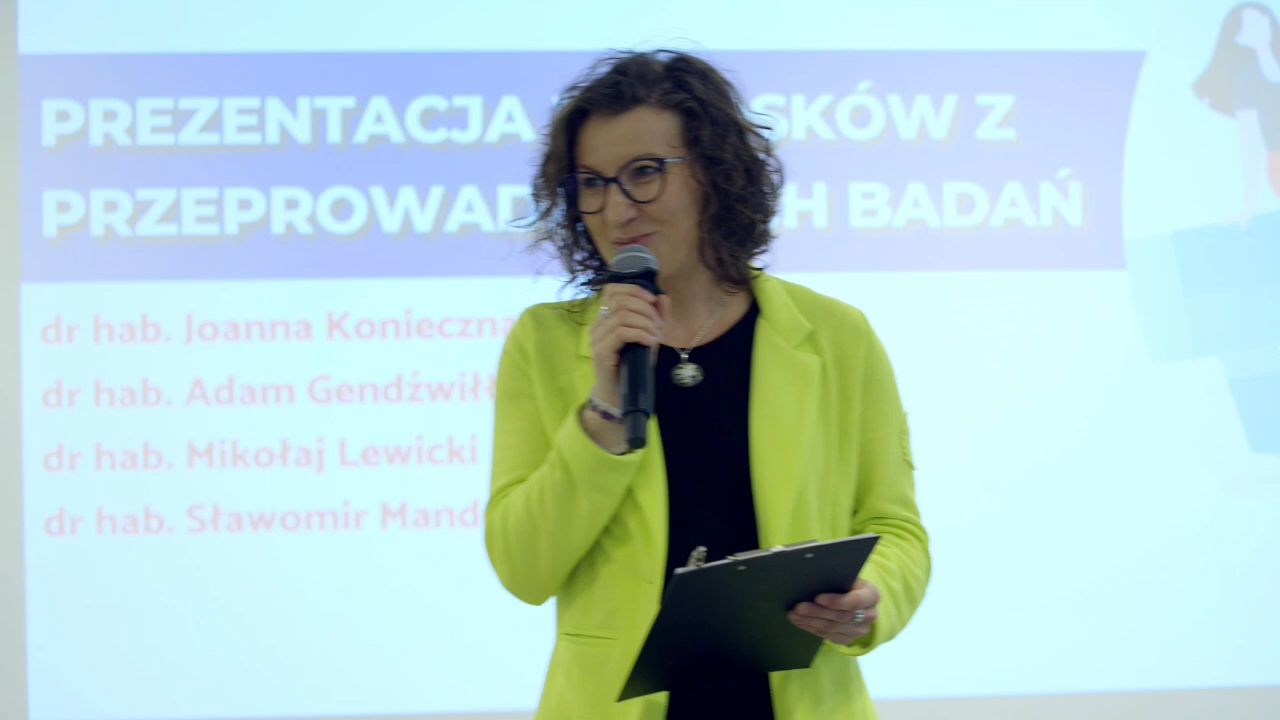 PREZENTACJA SKÓW Z
PRZEPROWAD H BADAŃ
dr hab. Joanna Konieczna
dr hab. Adam Gendźwiłł
dr hab. Mikołaj Lewicki
dr hab. Sławomir Mand